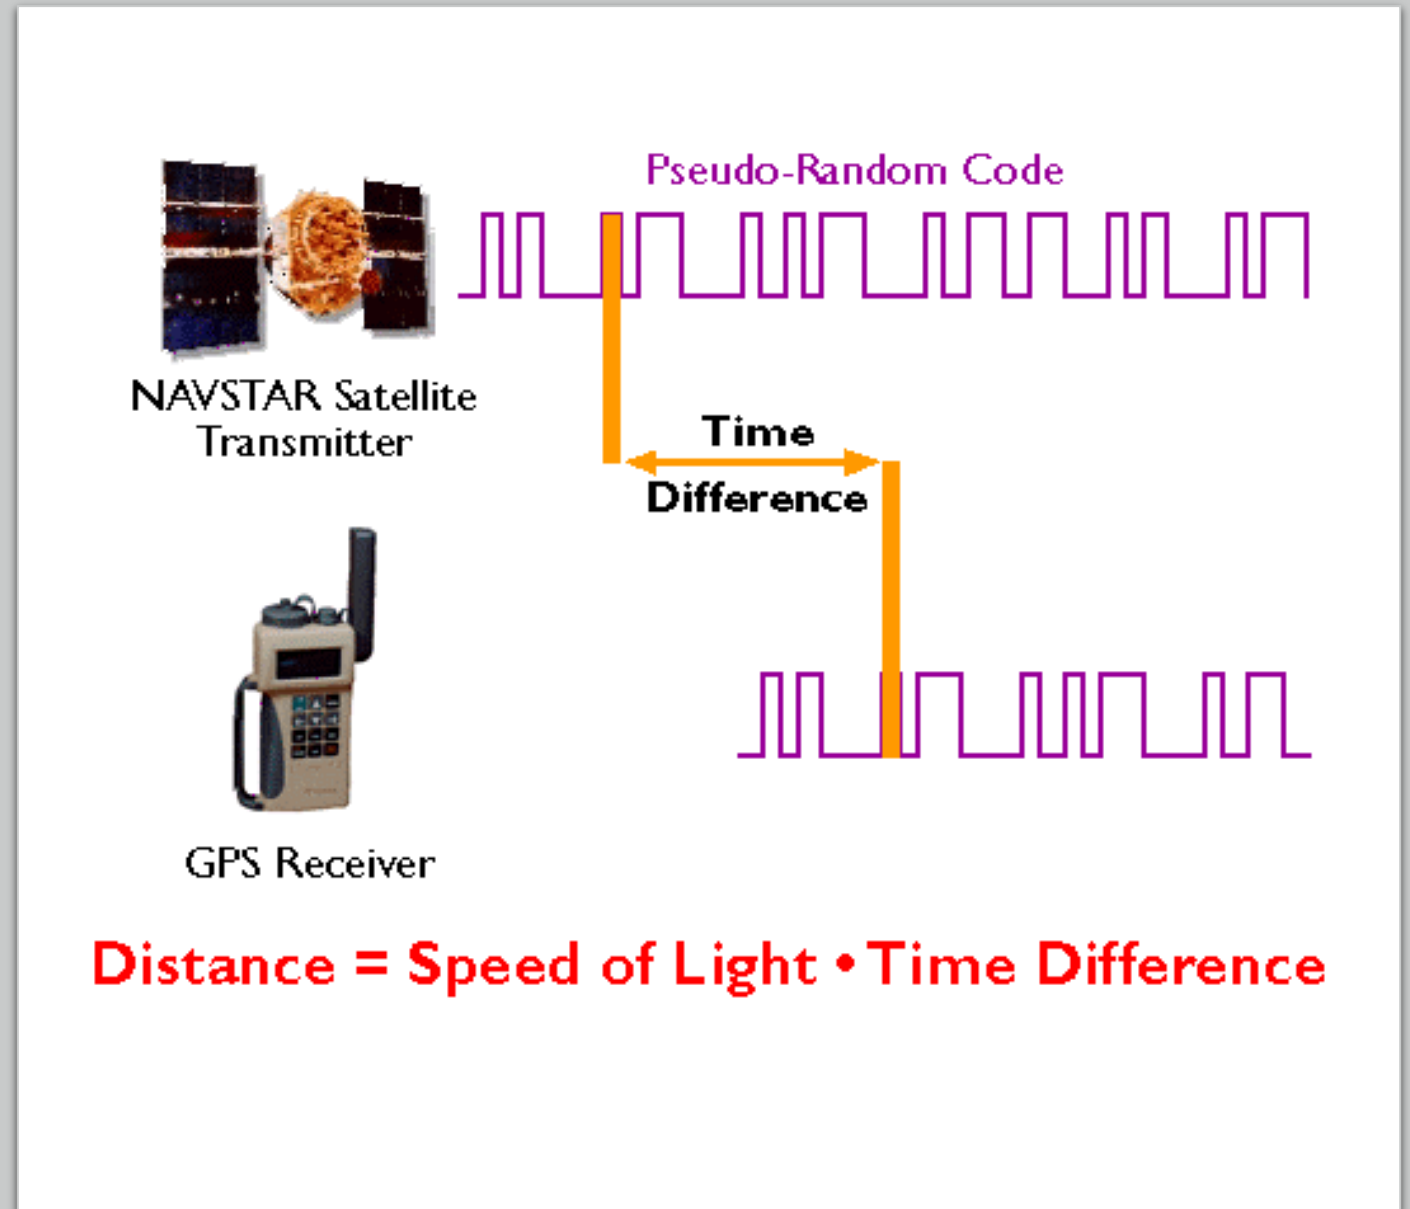 Pseudo-Random Code
NAVSTAR Satellite
Transmitter
Time
Difference
GPS Receiver
Distance = Speed of Light • Time Difference